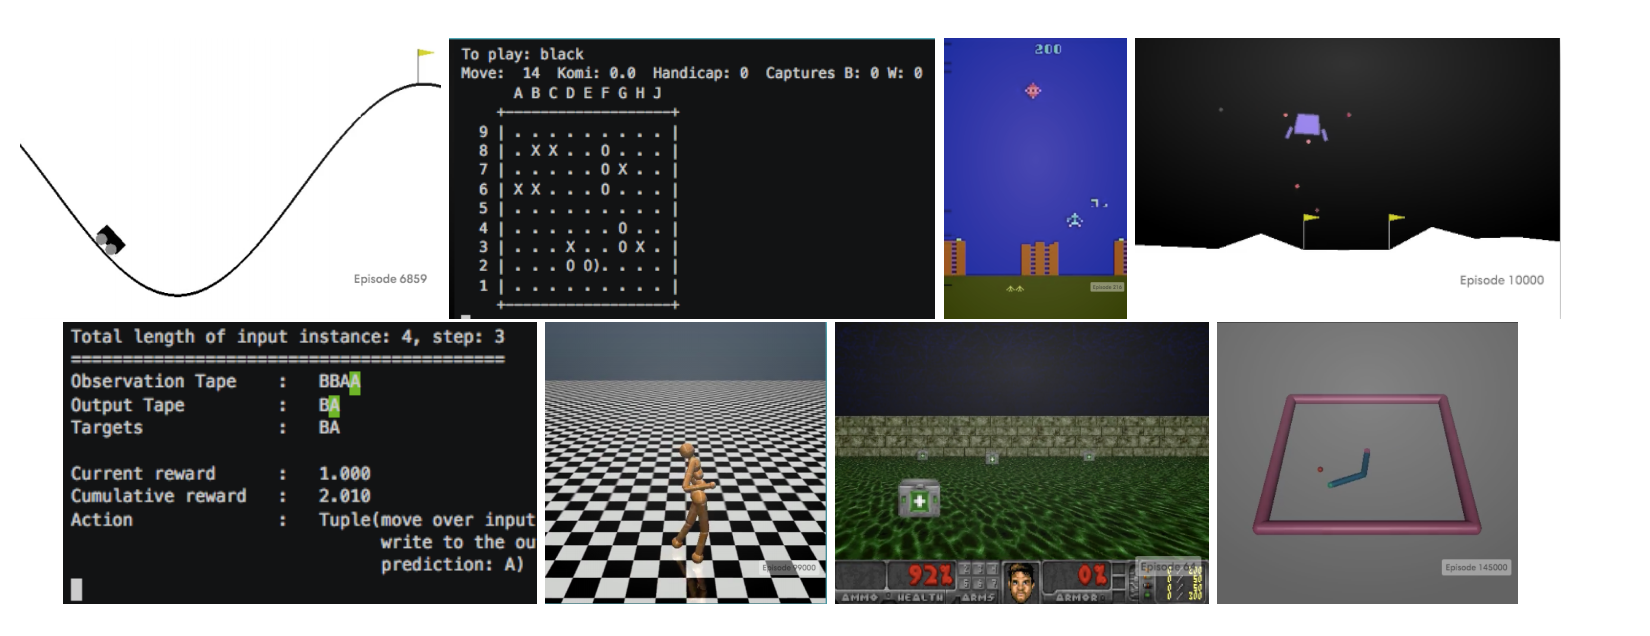 Episode 6859
To play: black
Move:  14  Komi: 0.0  Handicap: 0  Captures B: 0 W: 0
A B C D E F G H J
+-------------------+
9 | . . . . . . . . . |
8 | . X X . . O . . . |
7 | . . . . . O X . . |
6 | X X . . . O . . . |
5 | . . . . . . . . . |
4 | . . . . . . O . . |
3 | . . . X . . O X . |
2 | . . . O O). . . . |
1 | . . . . . . . . . |
+-------------------+
200
Episode 10000
Total length of input instance: 4, step: 3
==========================================
Observation Tape    :   BBAA
Output Tape         :   BA
Targets             :   BA
Current reward      :   1.000
Cumulative reward   :   2.010
Action              :   Tuple(move over input
write to the ou
prediction: A)
Episode 99000
92%
0%
AMMO
HEALTH
ARMS
ARMOR
Episode 145000